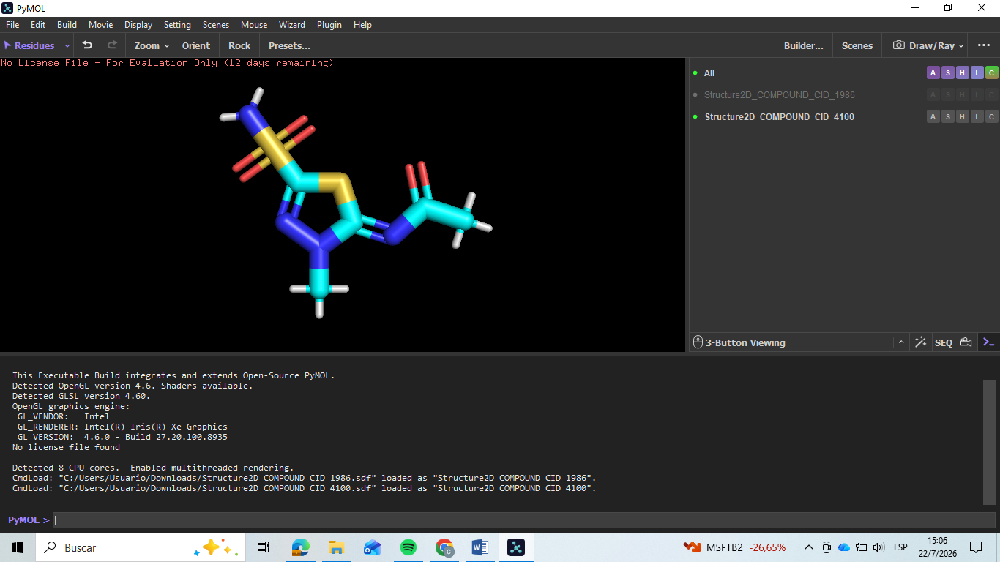 PyMOL
File Edit Build Movie Display Setting Scenes Mouse Wizard Plugin Help
Residues Zoom Orient Rock Presets... Builder... Scenes Draw/Ray
No License File - For Evaluation Only (12 days remaining)
All A S H L C
Structure2D_COMPOUND_CID_1986 A S H L C
Structure2D_COMPOUND_CID_4100 A S H L C
3-Button Viewing SEQ
This Executable Build integrates and extends Open-Source PyMOL.
Detected OpenGL version 4.6. Shaders available.
Detected GLSL version 4.60.
OpenGL graphics engine:
GL_VENDOR: Intel
GL_RENDERER: Intel(R) Iris(R) Xe Graphics
GL_VERSION: 4.6.0 - Build 27.20.100.8935
No license file found
Detected 8 CPU cores. Enabled multithreaded rendering.
CmdLoad: "C:/Users/Usuario/Downloads/Structure2D_COMPOUND_CID_1986.sdf" loaded as "Structure2D_COMPOUND_CID_1986".
CmdLoad: "C:/Users/Usuario/Downloads/Structure2D_COMPOUND_CID_4100.sdf" loaded as "Structure2D_COMPOUND_CID_4100".
PyMOL >
Buscar MSFTB2 -26,65% ESP 15:06
22/7/2026